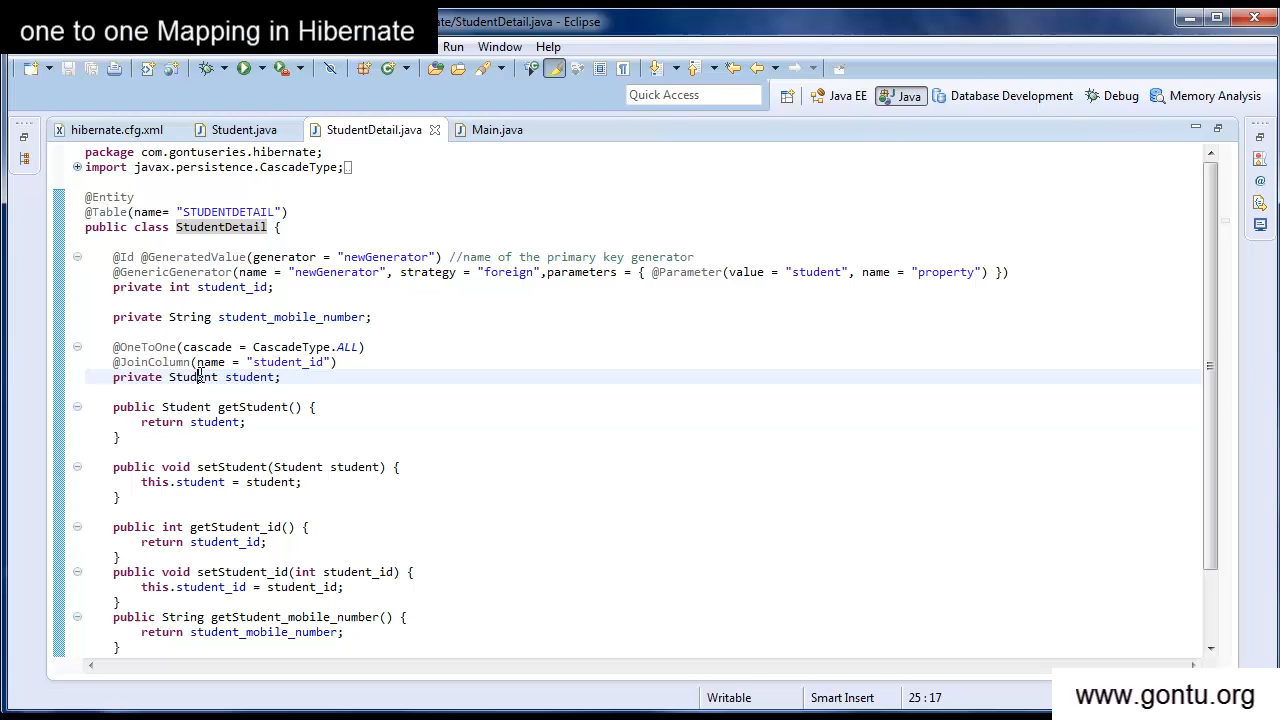 one to one Mapping in Hibernate
te/StudentDetail.java - Eclipse
Run Window Help
Quick Access Java EE Java Database Development Debug Memory Analysis
hibernate.cfg.xml Student.java StudentDetail.java Main.java
package com.gontuseries.hibernate;
import javax.persistence.CascadeType;
@Entity
@Table(name= "STUDENTDETAIL")
public class StudentDetail {
@Id @GeneratedValue(generator = "newGenerator") //name of the primary key generator
@GenericGenerator(name = "newGenerator", strategy = "foreign",parameters = { @Parameter(value = "student", name = "property") })
private int student_id;
private String student_mobile_number;
@OneToOne(cascade = CascadeType.ALL)
@JoinColumn(name = "student_id")
private Student student;
public Student getStudent() {
return student;
}
public void setStudent(Student student) {
this.student = student;
}
public int getStudent_id() {
return student_id;
}
public void setStudent_id(int student_id) {
this.student_id = student_id;
}
public String getStudent_mobile_number() {
return student_mobile_number;
}
Writable Smart Insert 25 : 17
www.gontu.org